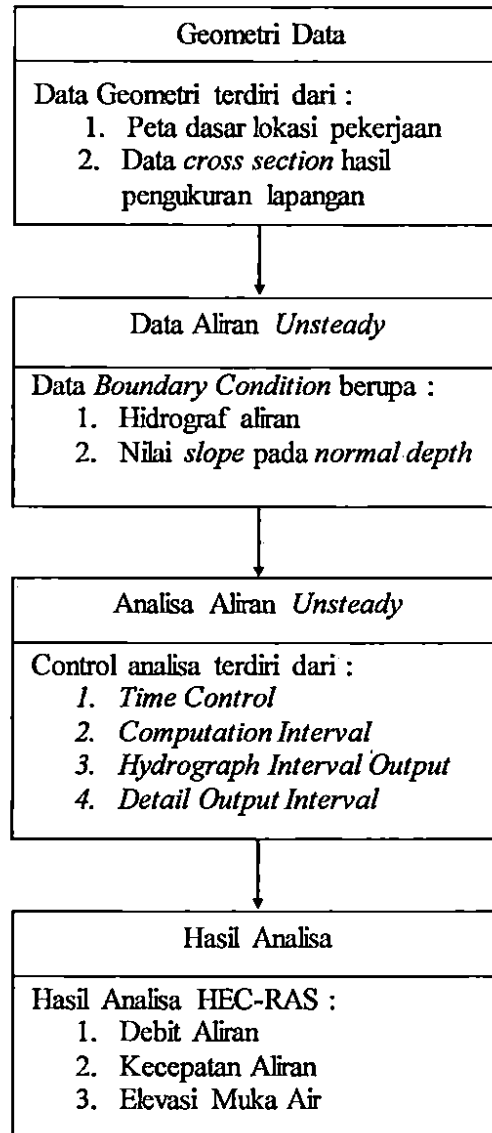 Geometri Data
Data Geometri terdiri dari :
1. Peta dasar lokasi pekerjaan
2. Data cross section hasil
pengukuran lapangan
Data Aliran Unsteady
Data Boundary Condition berupa :
1. Hidrograf aliran
2. Nilai slope pada normal depth
Analisa Aliran Unsteady
Control analisa terdiri dari :
1. Time Control
2. Computation Interval
3. Hydrograph Interval Output
4. Detail Output Interval
Hasil Analisa
Hasil Analisa HEC-RAS :
1. Debit Aliran
2. Kecepatan Aliran
3. Elevasi Muka Air